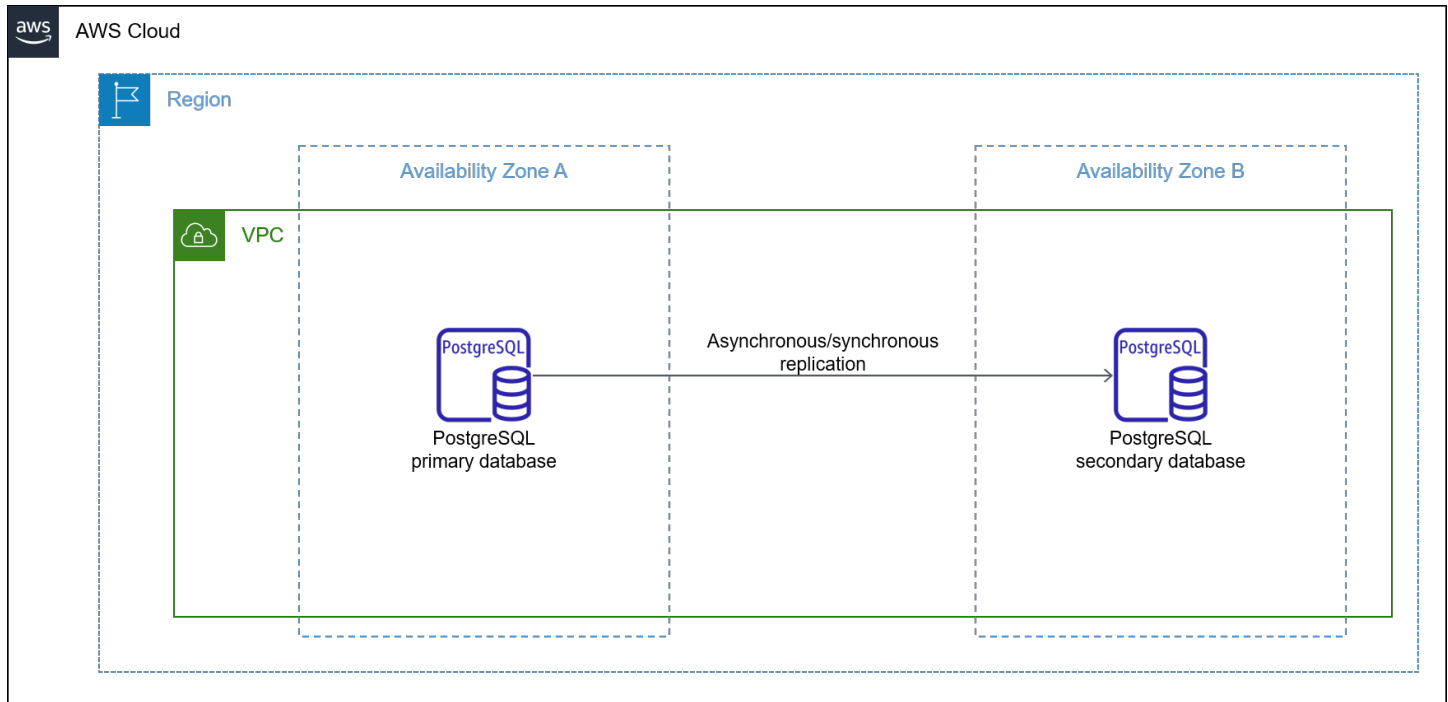 aws
AWS Cloud
Region
Availability Zone A
Availability Zone B
VPC
PostgreSQL
Asynchronous/synchronous
replication
PostgreSQL
PostgreSQL
primary database
PostgreSQL
secondary database